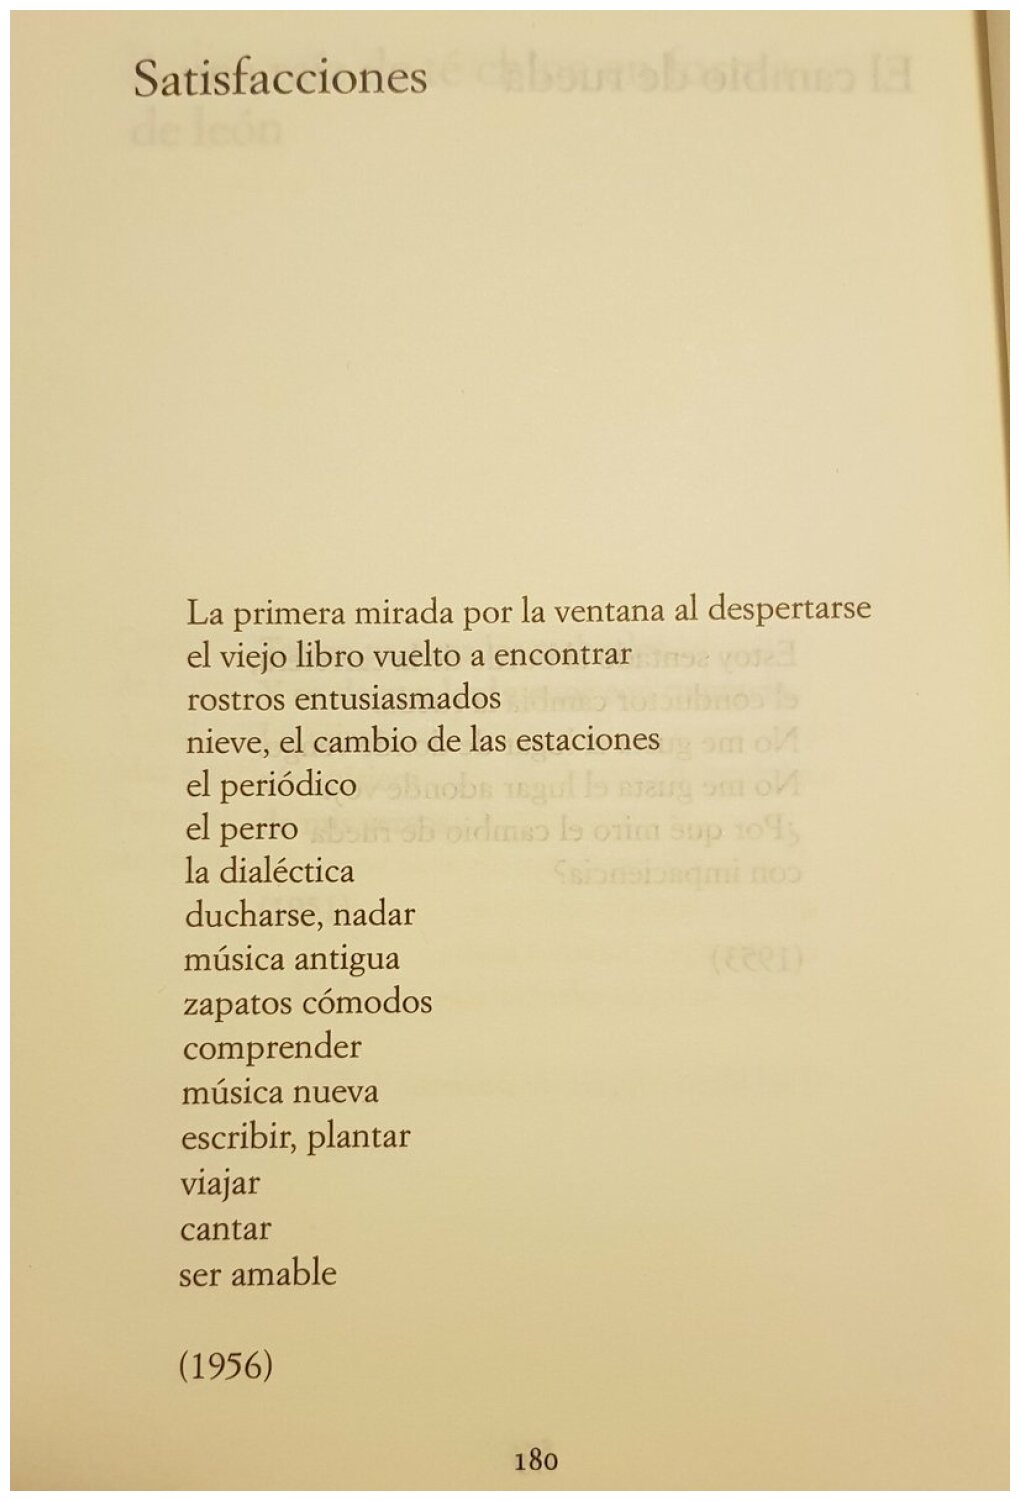 Satisfacciones
La primera mirada por la ventana al despertarse
el viejo libro vuelto a encontrar
rostros entusiasmados
nieve, el cambio de las estaciones
el periódico
el perro
la dialéctica
ducharse, nadar
música antigua
zapatos cómodos
comprender
música nueva
escribir, plantar
viajar
cantar
ser amable
(1956)
180